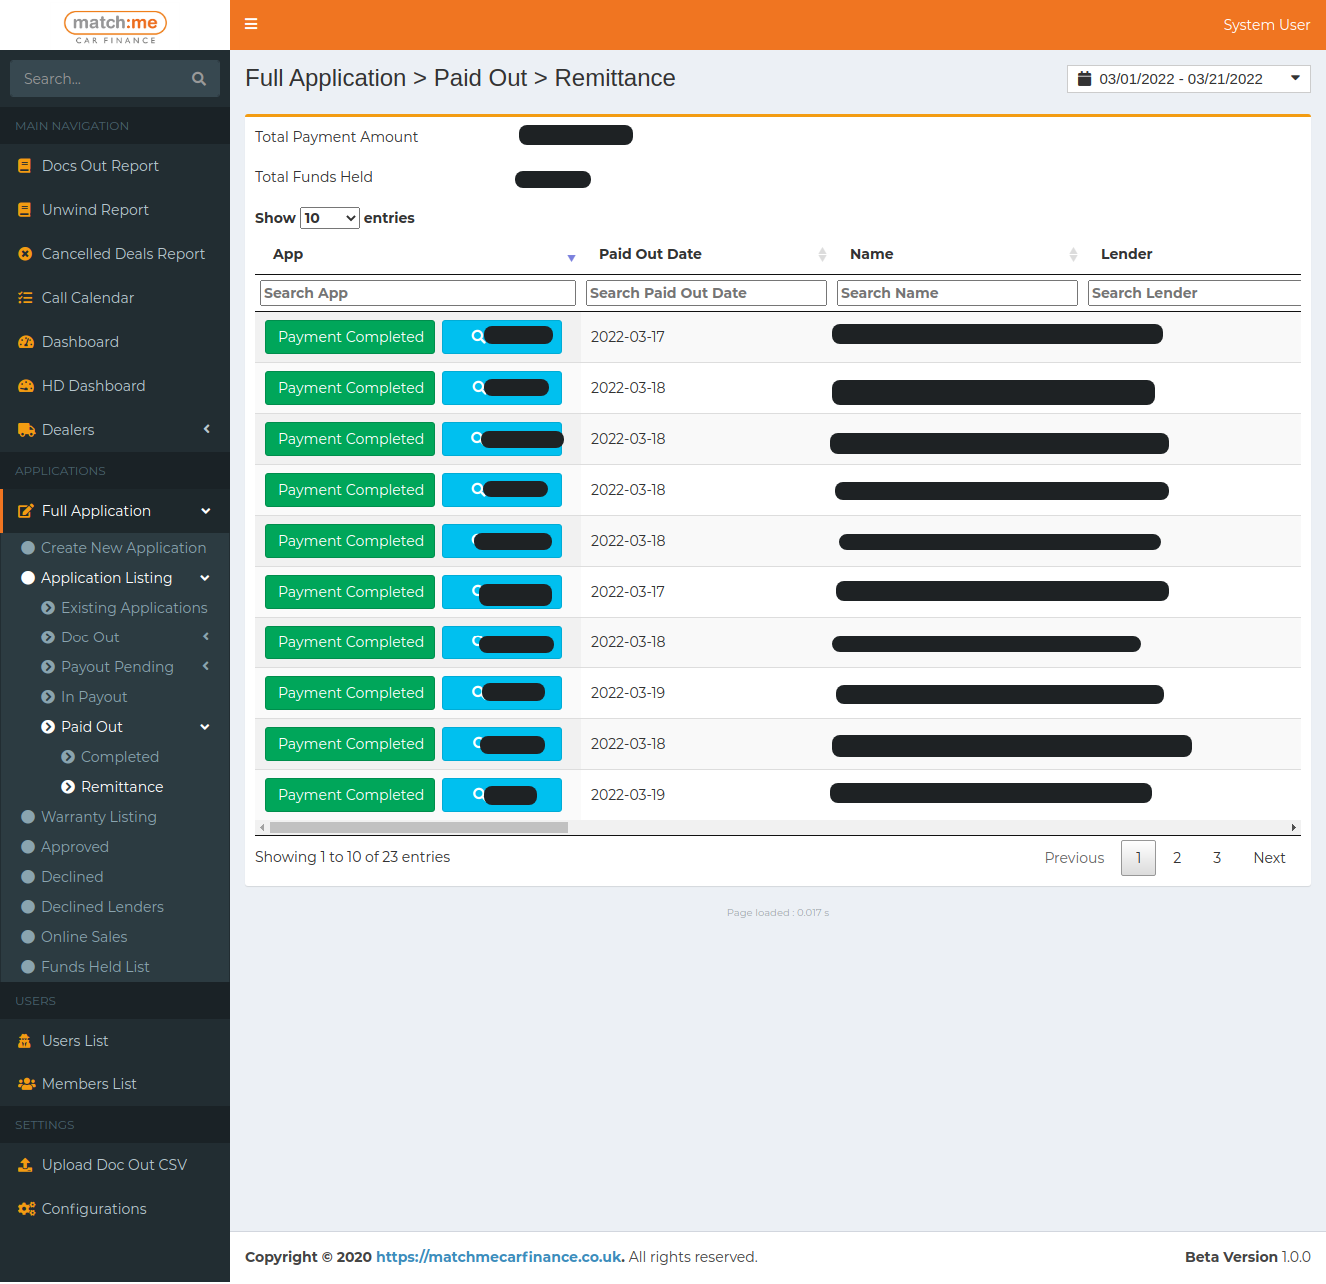 match:me
CAR FINANCE
System User
Search...
MAIN NAVIGATION
Docs Out Report
Unwind Report
Cancelled Deals Report
Call Calendar
Dashboard
HD Dashboard
Dealers
APPLICATIONS
Full Application
Create New Application
Application Listing
Existing Applications
Doc Out
Payout Pending
In Payout
Paid Out
Completed
Remittance
Warranty Listing
Approved
Declined
Declined Lenders
Online Sales
Funds Held List
USERS
Users List
Members List
SETTINGS
Upload Doc Out CSV
Configurations
Full Application > Paid Out > Remittance
03/01/2022 - 03/21/2022
Total Payment Amount
Total Funds Held
Show 10 entries
App Paid Out Date Name Lender
Search App Search Paid Out Date Search Name Search Lender
Payment Completed 2022-03-17
Payment Completed 2022-03-18
Payment Completed 2022-03-18
Payment Completed 2022-03-18
Payment Completed 2022-03-18
Payment Completed 2022-03-17
Payment Completed 2022-03-18
Payment Completed 2022-03-19
Payment Completed 2022-03-18
Payment Completed 2022-03-19
Showing 1 to 10 of 23 entries
Previous 1 2 3 Next
Page loaded : 0.017 s
Copyright © 2020 https://matchmecarfinance.co.uk. All rights reserved.
Beta Version 1.0.0